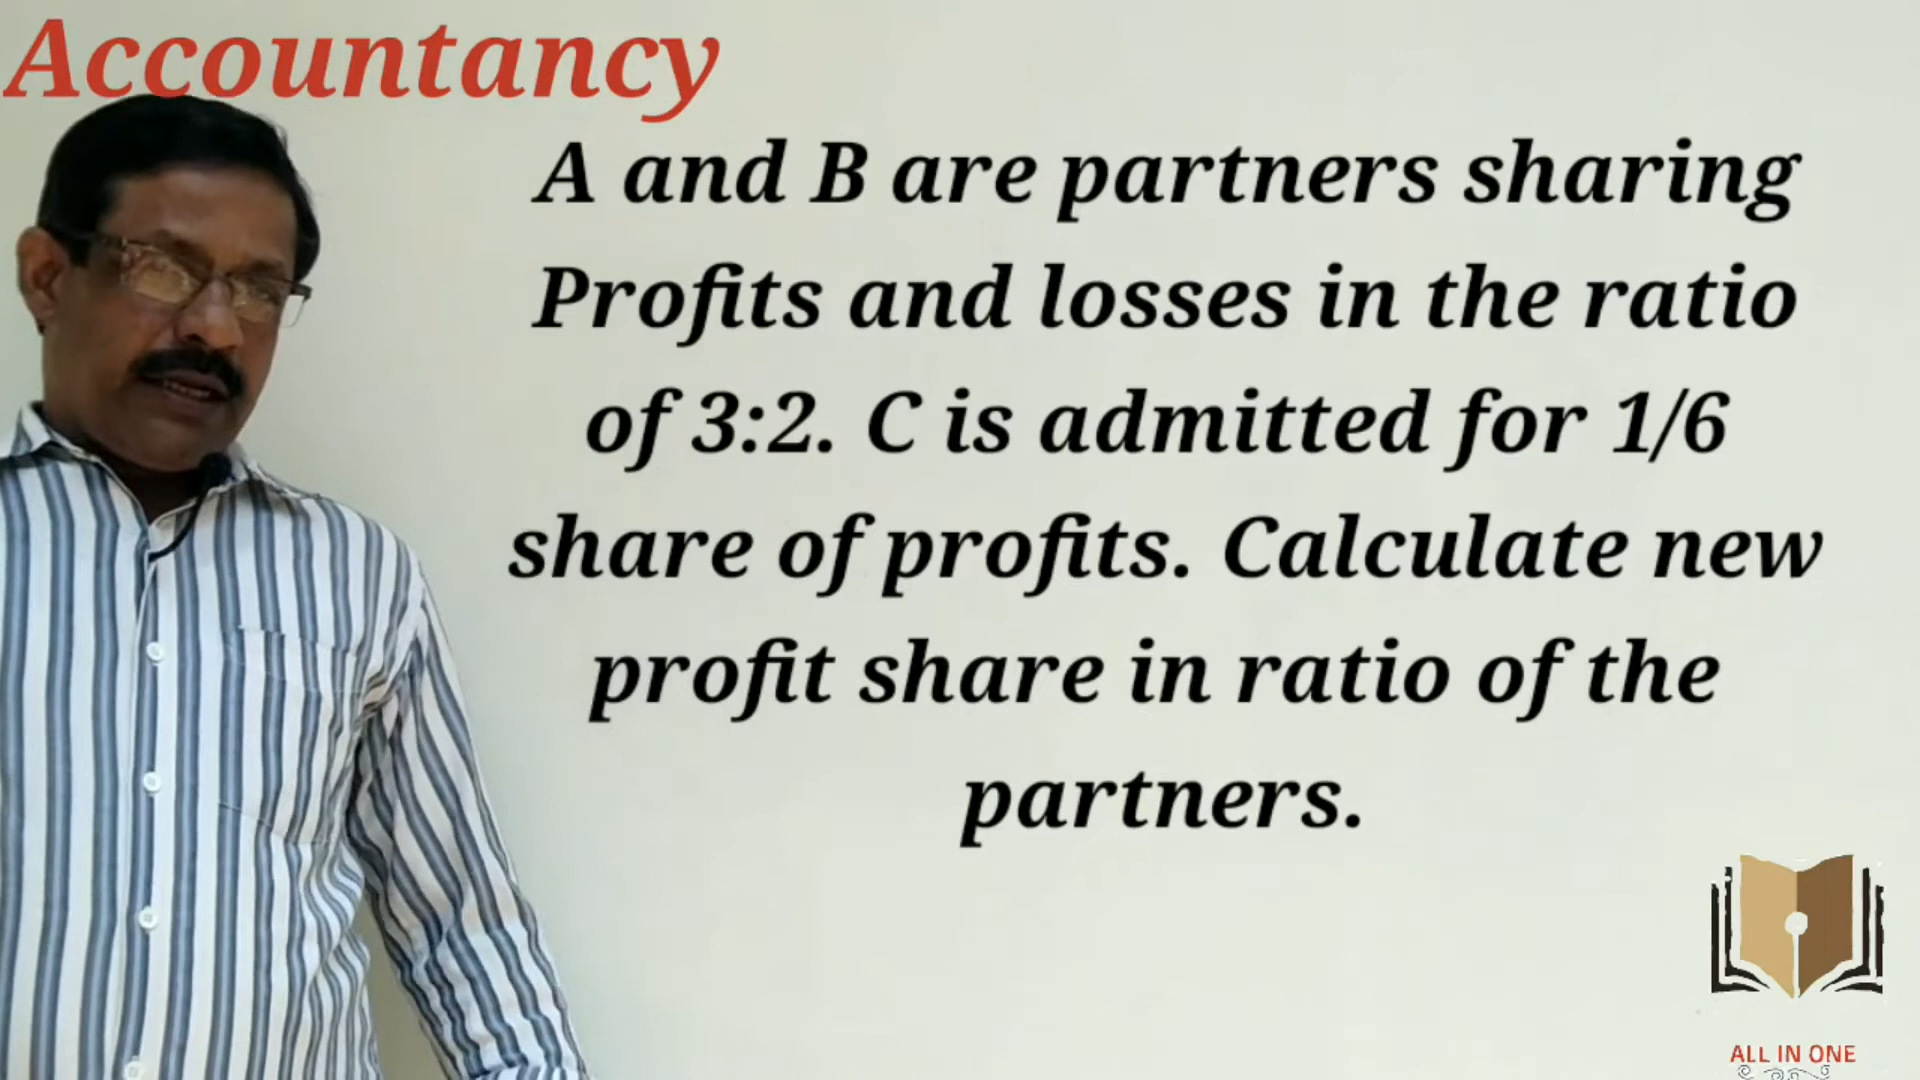 Accountancy
A and B are partners sharing
Profits and losses in the ratio
of 3:2. C is admitted for 1/6
share of profits. Calculate new
profit share in ratio of the
partners.
ALL IN ONE